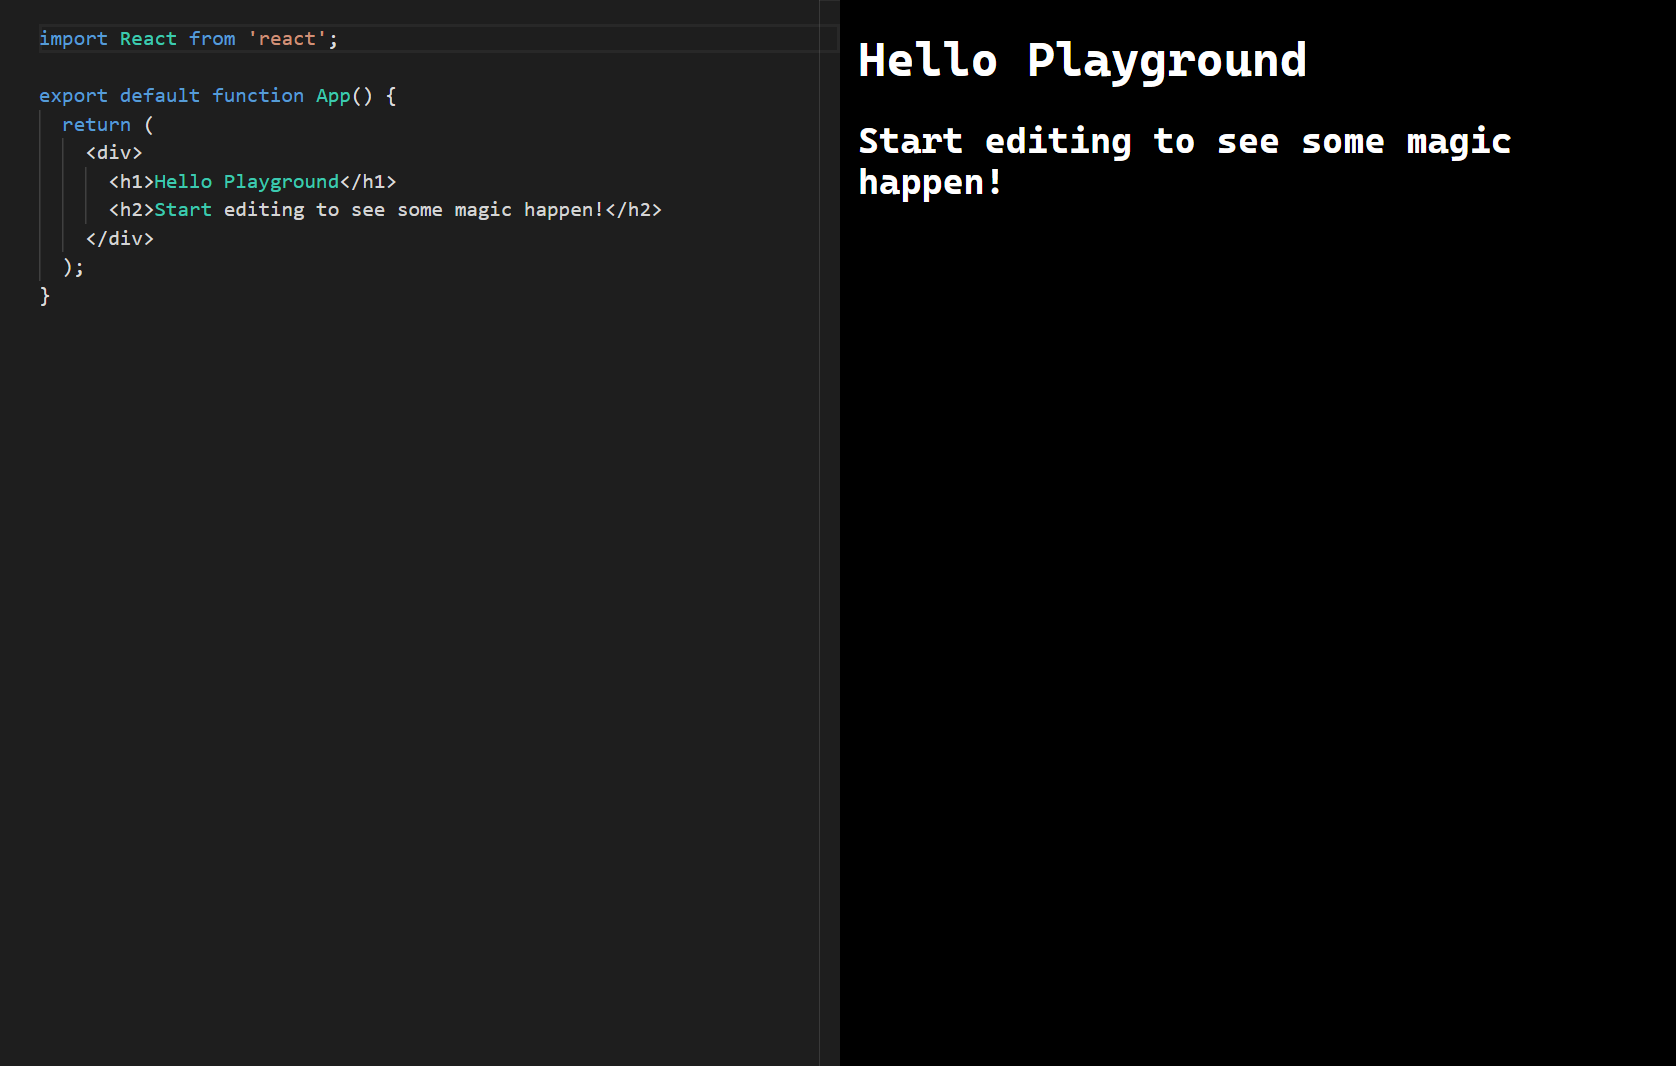 import React from 'react';
export default function App() {
return (
<div>
<h1>Hello Playground</h1>
<h2>Start editing to see some magic happen!</h2>
</div>
);
}
Hello Playground
Start editing to see some magic
happen!